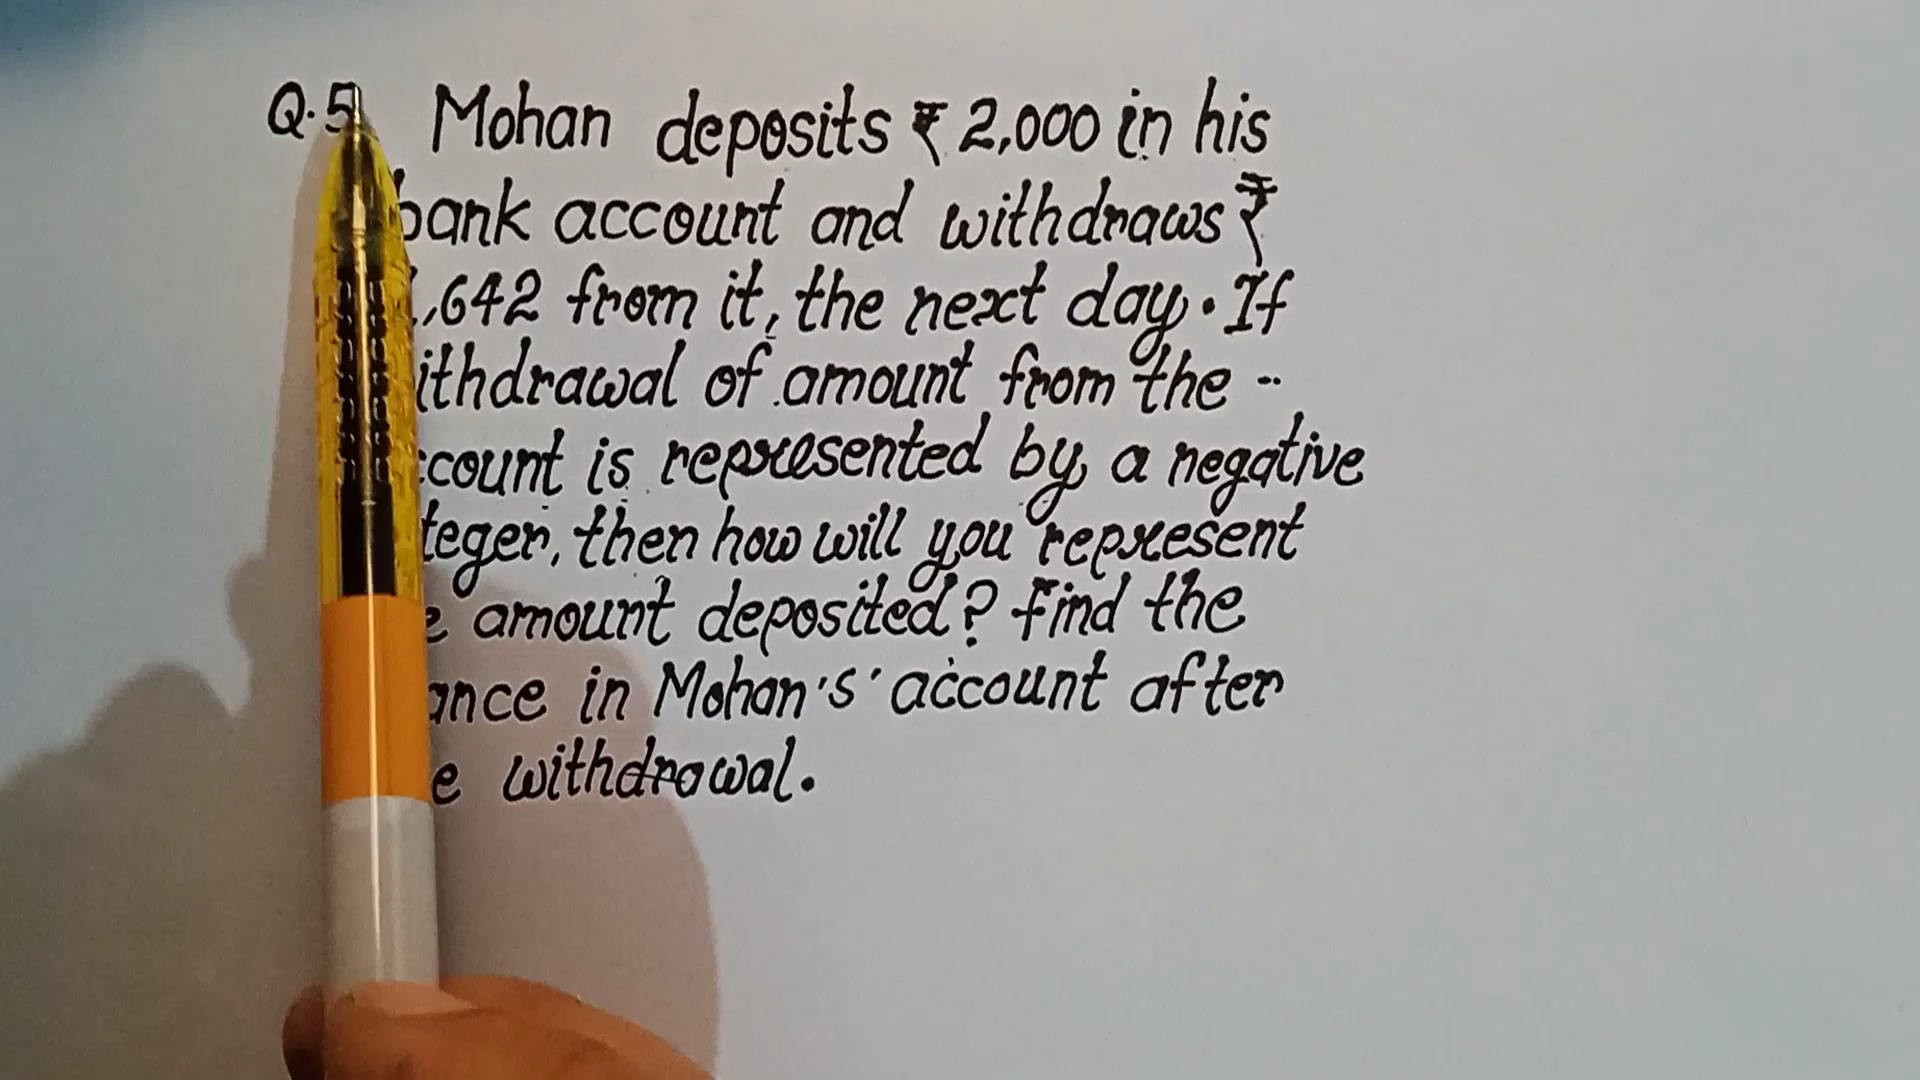 Q.5 Mohan deposits ₹ 2,000 in his
bank account and withdraws ₹
,642 from it, the next day. If
ithdrawal of amount from the --
ccount is represented by a negative
teger, then how will you represent
e amount deposited? Find the
ance in Mohan's account after
e withdrawal.